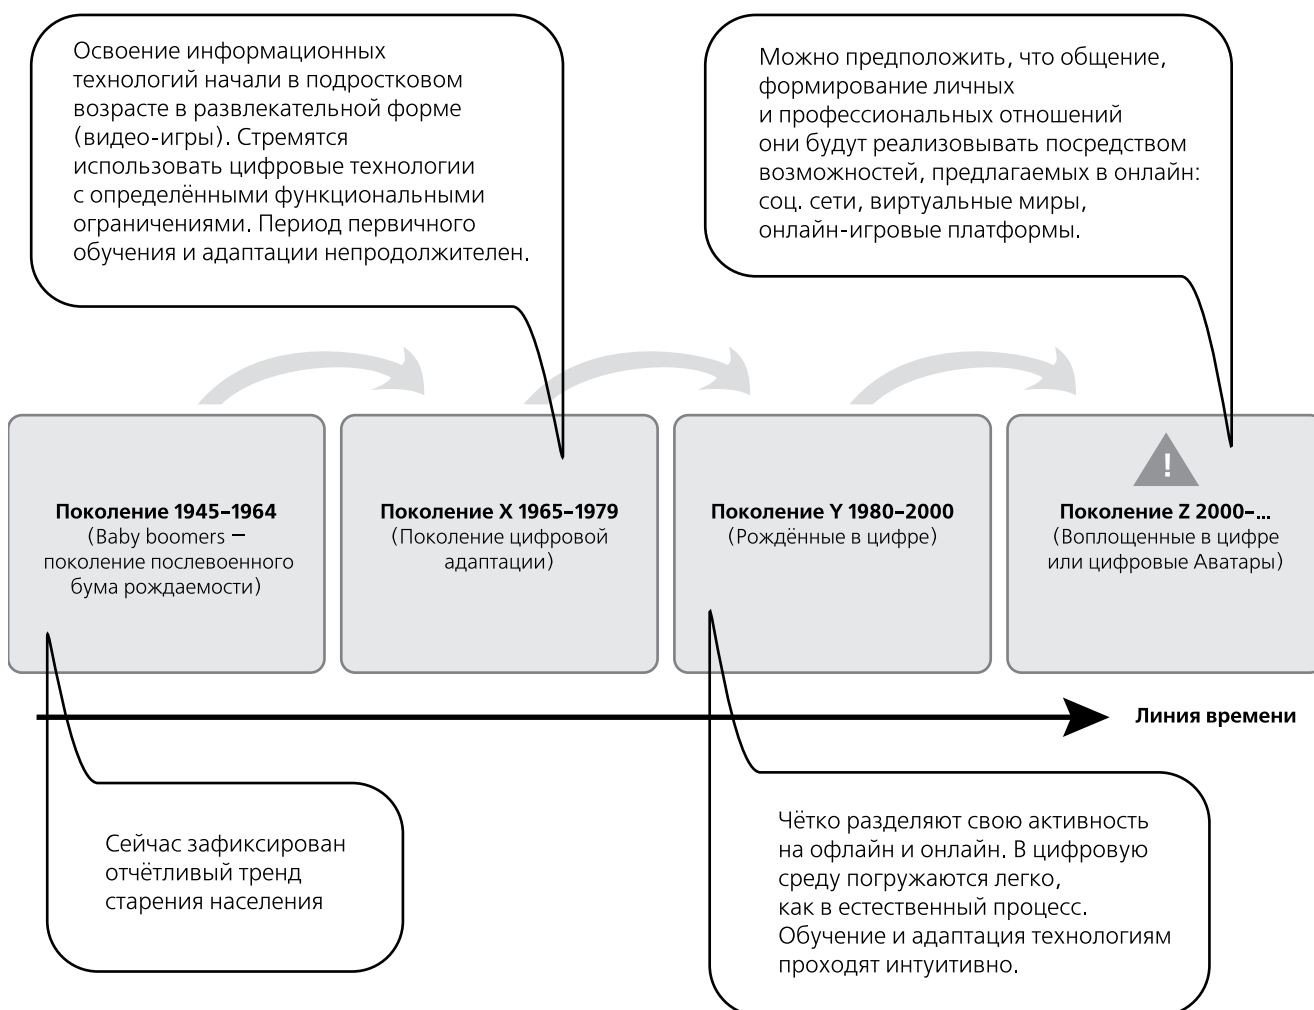 Освоение информационных
технологий начали в подростковом
возрасте в развлекательной форме
(видео-игры). Стремятся
использовать цифровые технологии
с определёнными функциональными
ограничениями. Период первичного
обучения и адаптации непродолжителен.
Можно предположить, что общение,
формирование личных
и профессиональных отношений
они будут реализовывать посредством
возможностей, предлагаемых в онлайн:
соц. сети, виртуальные миры,
онлайн-игровые платформы.
Поколение 1945–1964
(Baby boomers —
поколение послевоенного
бума рождаемости)
Поколение X 1965–1979
(Поколение цифровой
адаптации)
Поколение Y 1980–2000
(Рождённые в цифре)
!
Поколение Z 2000–...
(Воплощенные в цифре
или цифровые Аватары)
Линия времени
Сейчас зафиксирован
отчётливый тренд
старения населения
Чётко разделяют свою активность
на офлайн и онлайн. В цифровую
среду погружаются легко,
как в естественный процесс.
Обучение и адаптация технологиям
проходят интуитивно.